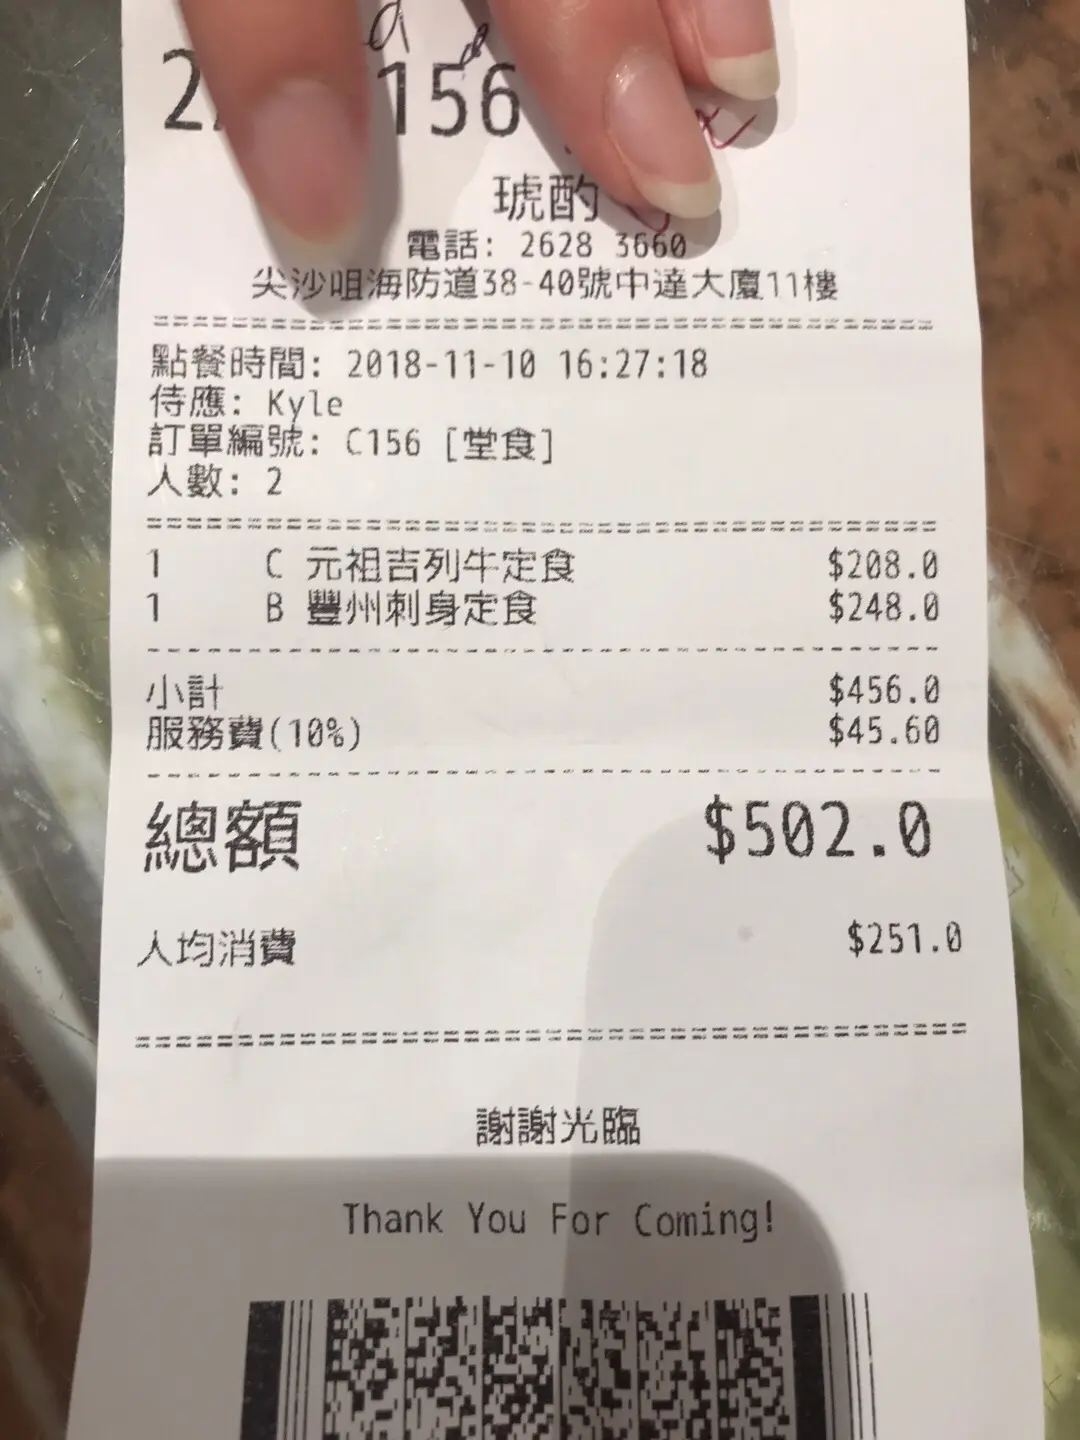 156
琥酌
電話: 2628 3660
尖沙咀海防道38-40號中達大廈11樓
點餐時間: 2018-11-10 16:27:18
侍應: Kyle
訂單編號: C156 [堂食]
人數: 2
1 C 元祖吉列牛定食 $208.0
1 B 豐州刺身定食 $248.0
小計 $456.0
服務費(10%) $45.60
總額 $502.0
人均消費 $251.0
謝謝光臨
Thank You For Coming!